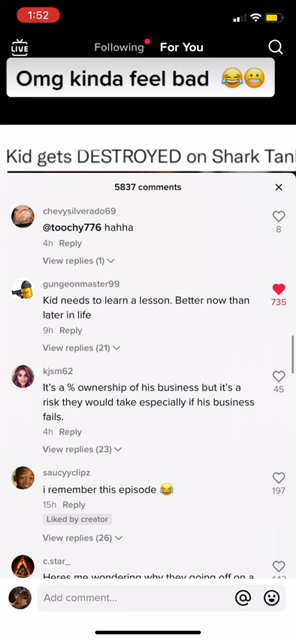 1:52
LIVE
Following For You
Omg kinda feel bad 😂😬
Kid gets DESTROYED on Shark Tan
5837 comments
chevysilverado69
@toochy776 hahha
8
4h Reply
View replies (1)
gungeonmaster99
Kid needs to learn a lesson. Better now than
later in life
735
9h Reply
View replies (21)
kjsm62
It's a % ownership of his business but it's a
risk they would take especially if his business
fails.
45
4h Reply
View replies (23)
saucyyclipz
i remember this episode 😂
197
15h Reply
Liked by creator
View replies (26)
c.star_
Heres me wondering why they going off on a
Add comment...